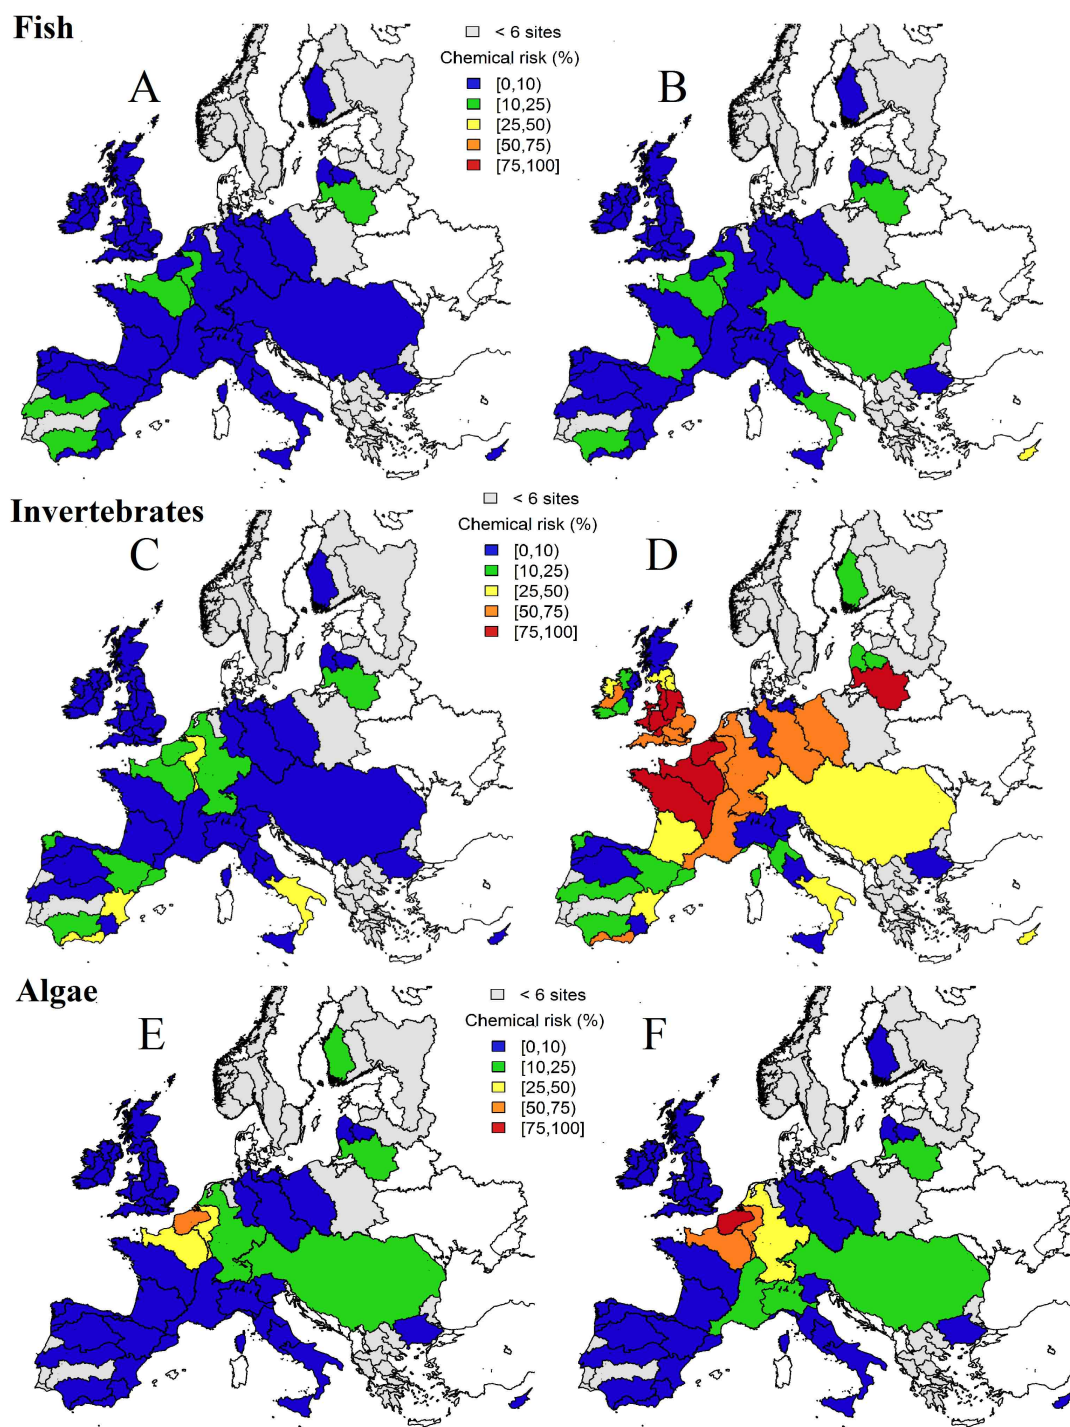 Fish
< 6 sites
Chemical risk (%)
[0,10)
[10,25)
[25,50)
[50,75)
[75,100]
A
B
Invertebrates
< 6 sites
Chemical risk (%)
[0,10)
[10,25)
[25,50)
[50,75)
[75,100]
C
D
Algae
< 6 sites
Chemical risk (%)
[0,10)
[10,25)
[25,50)
[50,75)
[75,100]
E
F